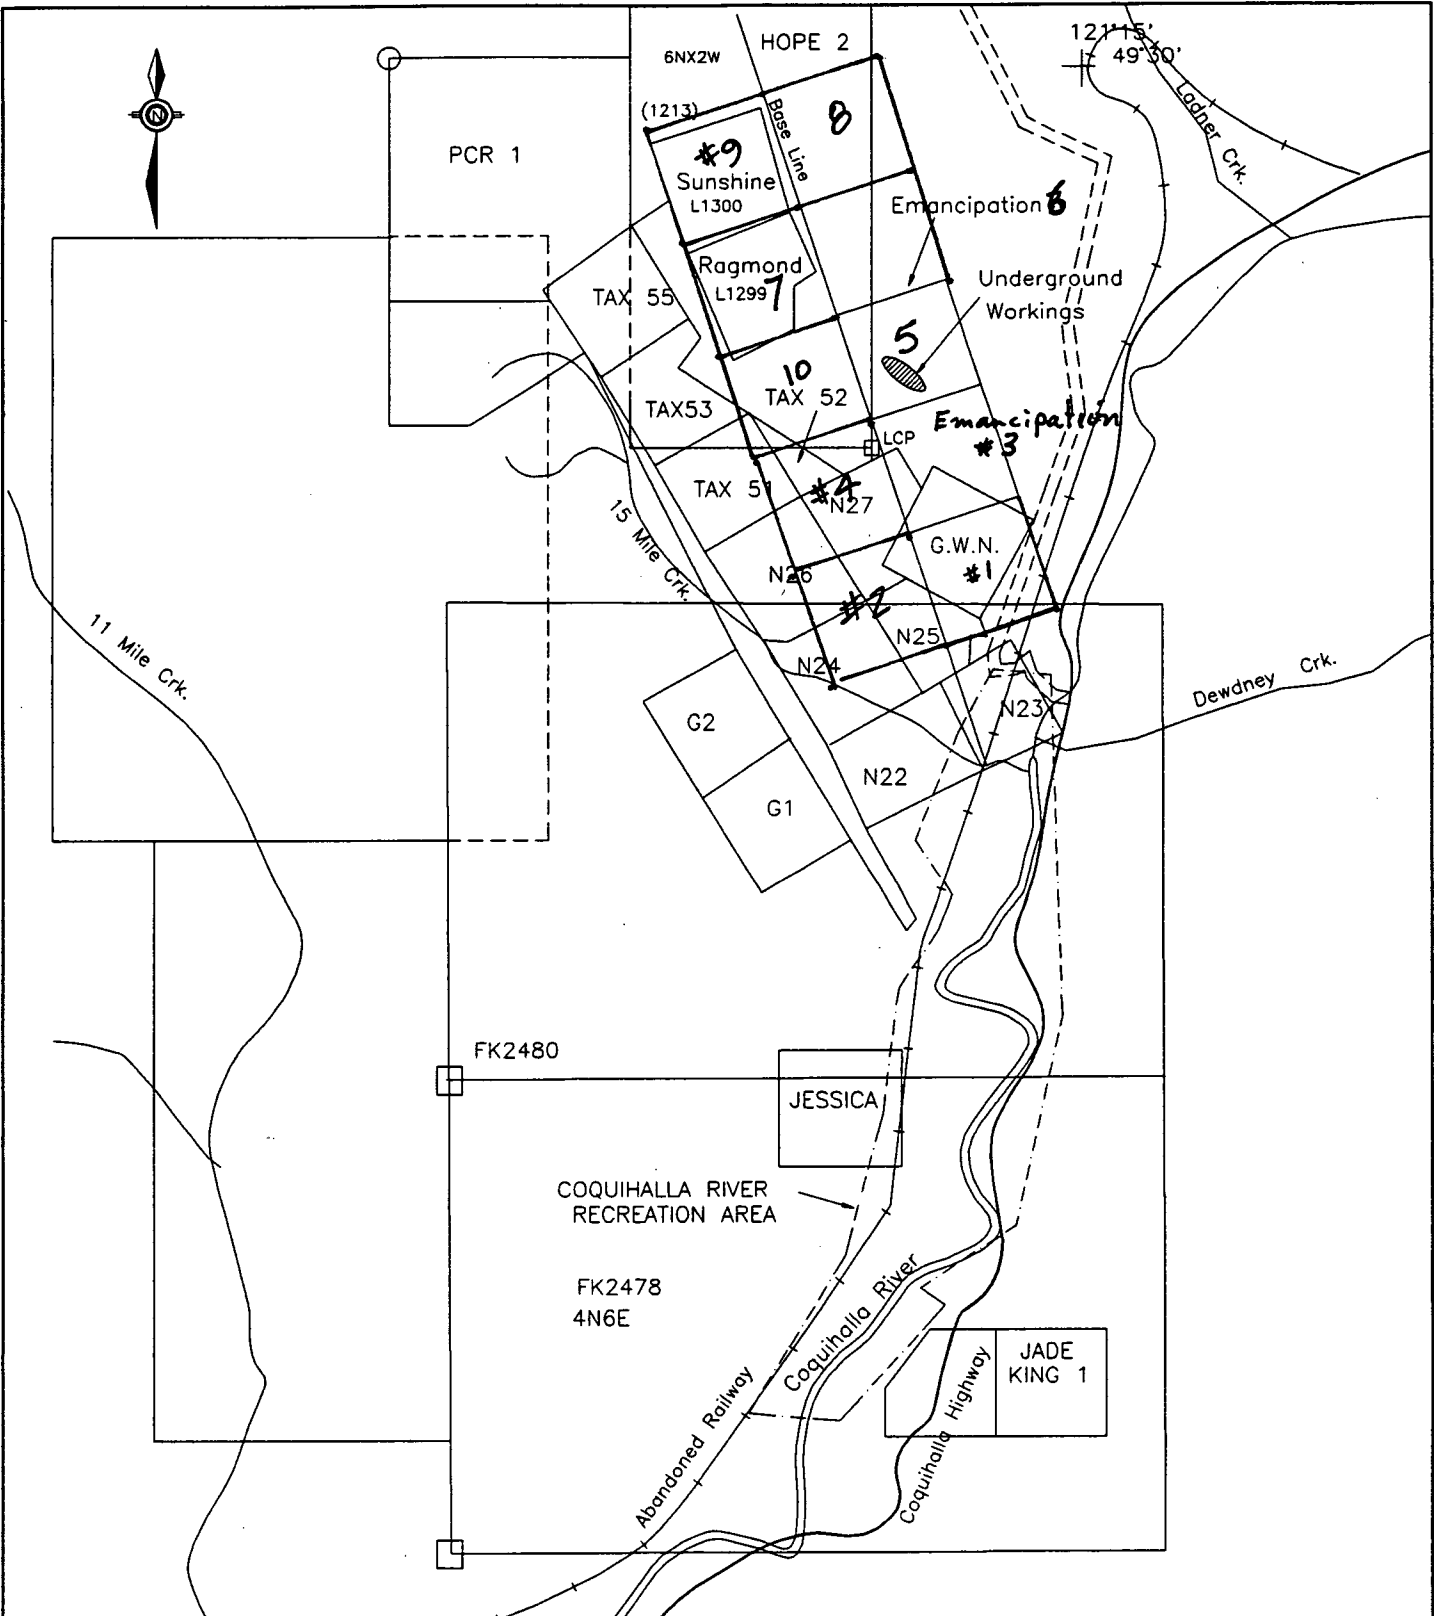 HOPE 2
6NX2W
121°15'
49°30'
(1213)
Base Line
8
Ladner Crk.
N
PCR 1
#9
Sunshine
L1300
Emancipation 6
Ragmond
L1299
7
Underground
Workings
TAX 55
5
10
TAX 52
TAX53
Emancipation
#3
LCP
TAX 51
#4
N27
15 Mile Crk.
G.W.N.
#1
N26
#2
N25
11 Mile Crk.
N24
Dewdney Crk.
G2
N23
N22
G1
FK2480
JESSICA
COQUIHALLA RIVER
RECREATION AREA
FK2478
4N6E
Coquihalla River
JADE
KING 1
Abandoned Railway
Coquihalla Highway